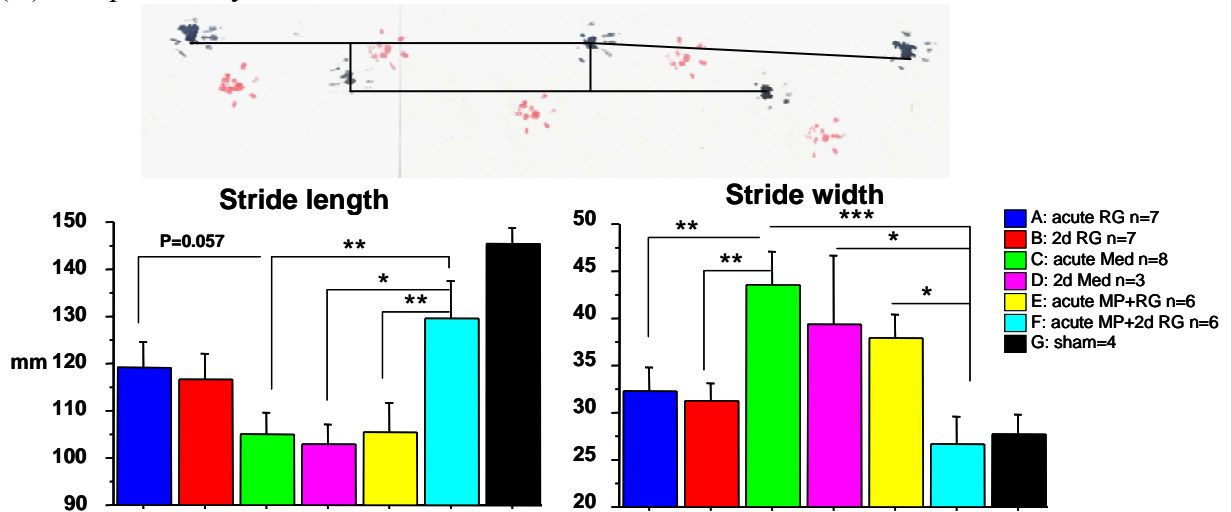 Stride length
150
140
130
mm 120
110
100
90
P=0.057
**
*
**
Stride width
50
45
40
35
30
25
20
**
**
***
*
*
A: acute RG n=7
B: 2d RG n=7
C: acute Med n=8
D: 2d Med n=3
E: acute MP+RG n=6
F: acute MP+2d RG n=6
G: sham=4